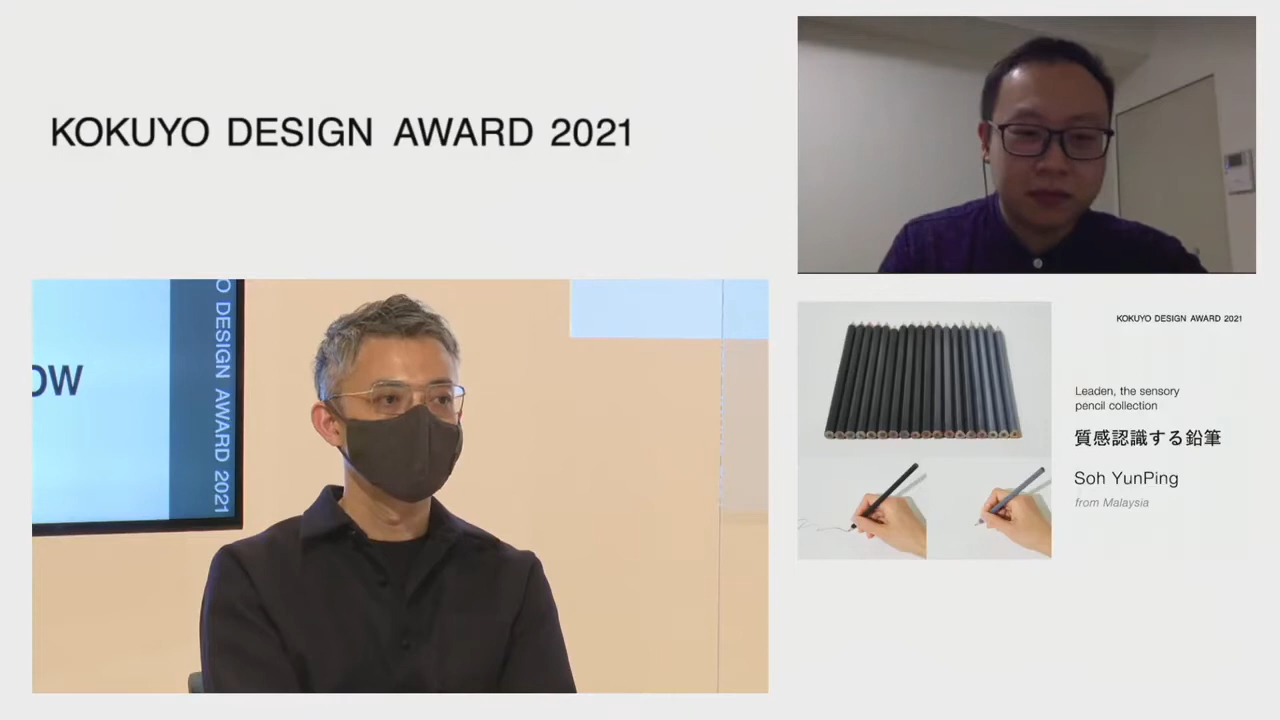 KOKUYO DESIGN AWARD 2021
OW
O DESIGN AWARD 2021
KOKUYO DESIGN AWARD 2021
Leaden, the sensory
pencil collection
質感認識する鉛筆
Soh YunPing
from Malaysia